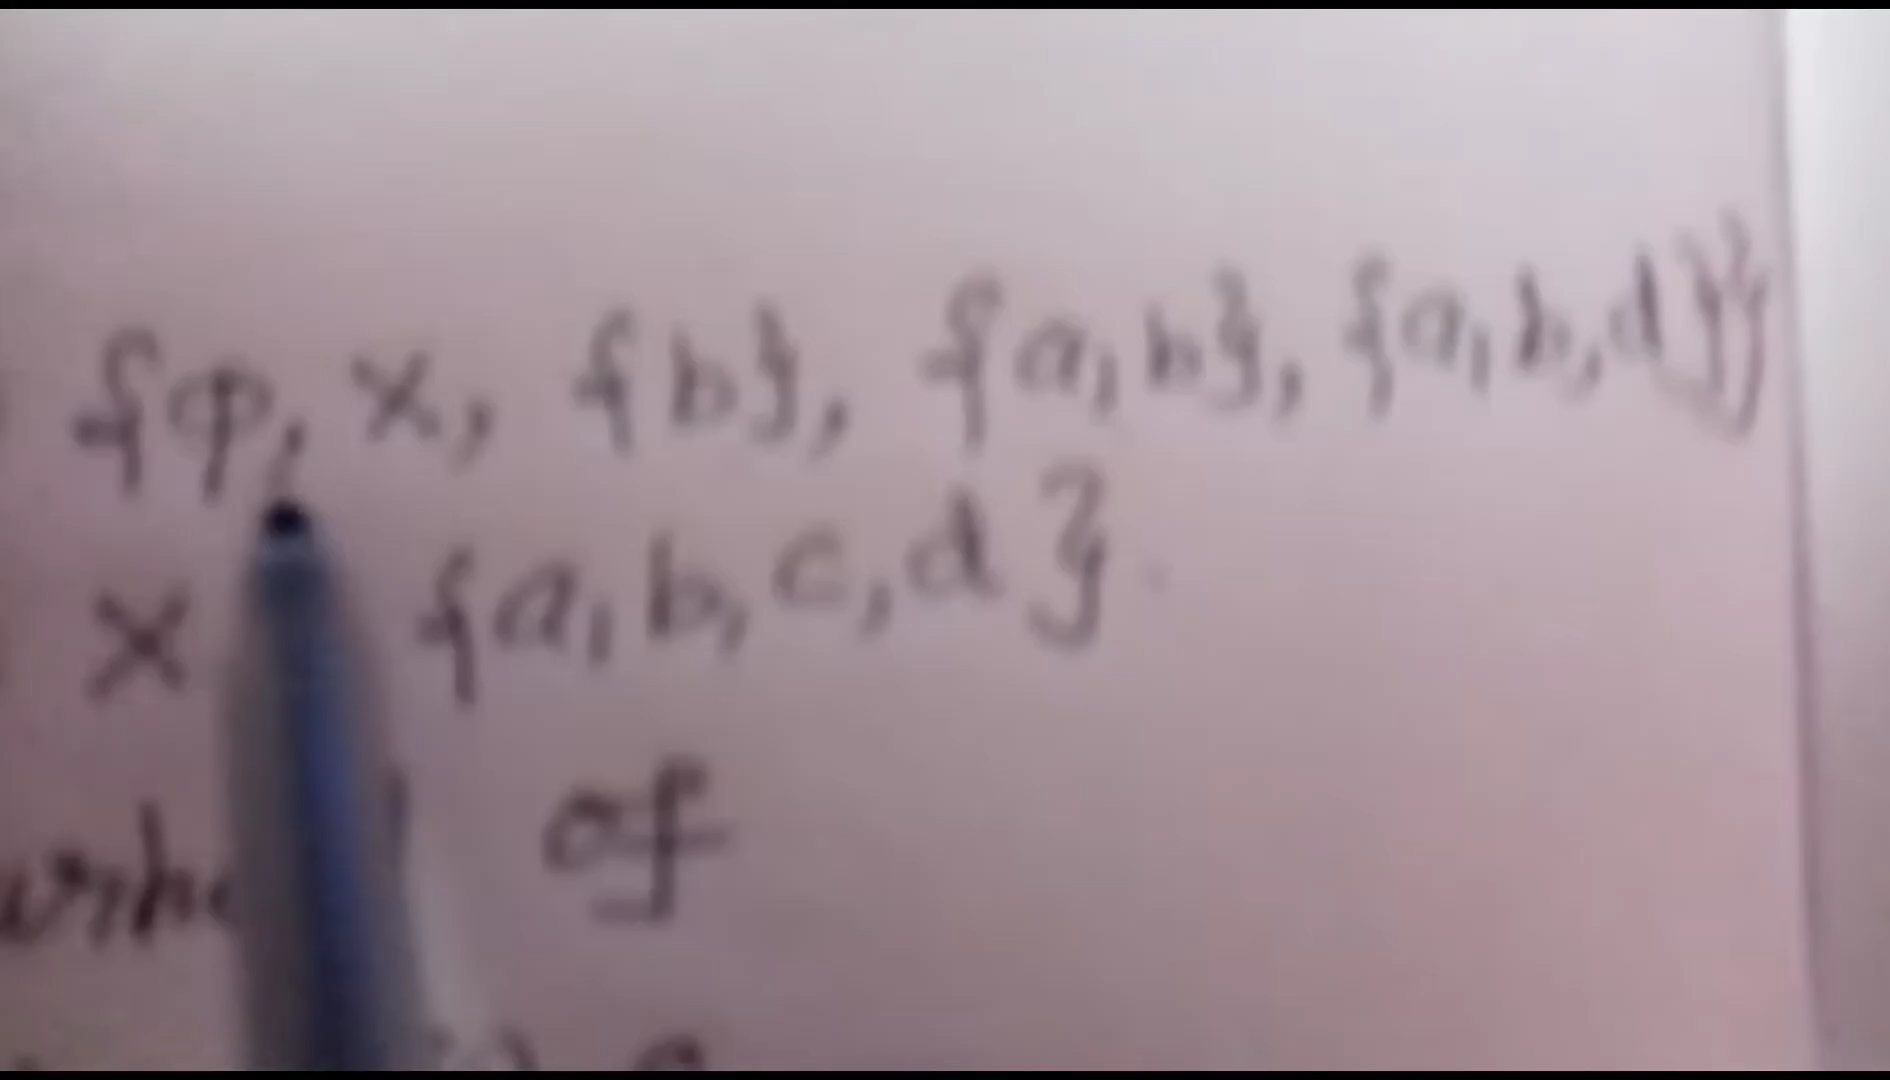 {φ, x, {b}, {a,b}, {a,b,d}}
x {a,b,c,d}.
of